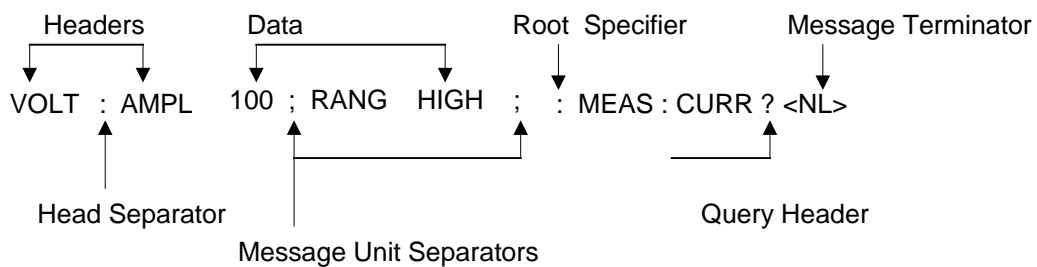 Headers Data Root Specifier Message Terminator
VOLT : AMPL 100 ; RANG HIGH ; : MEAS : CURR ? <NL>
Head Separator Query Header
Message Unit Separators